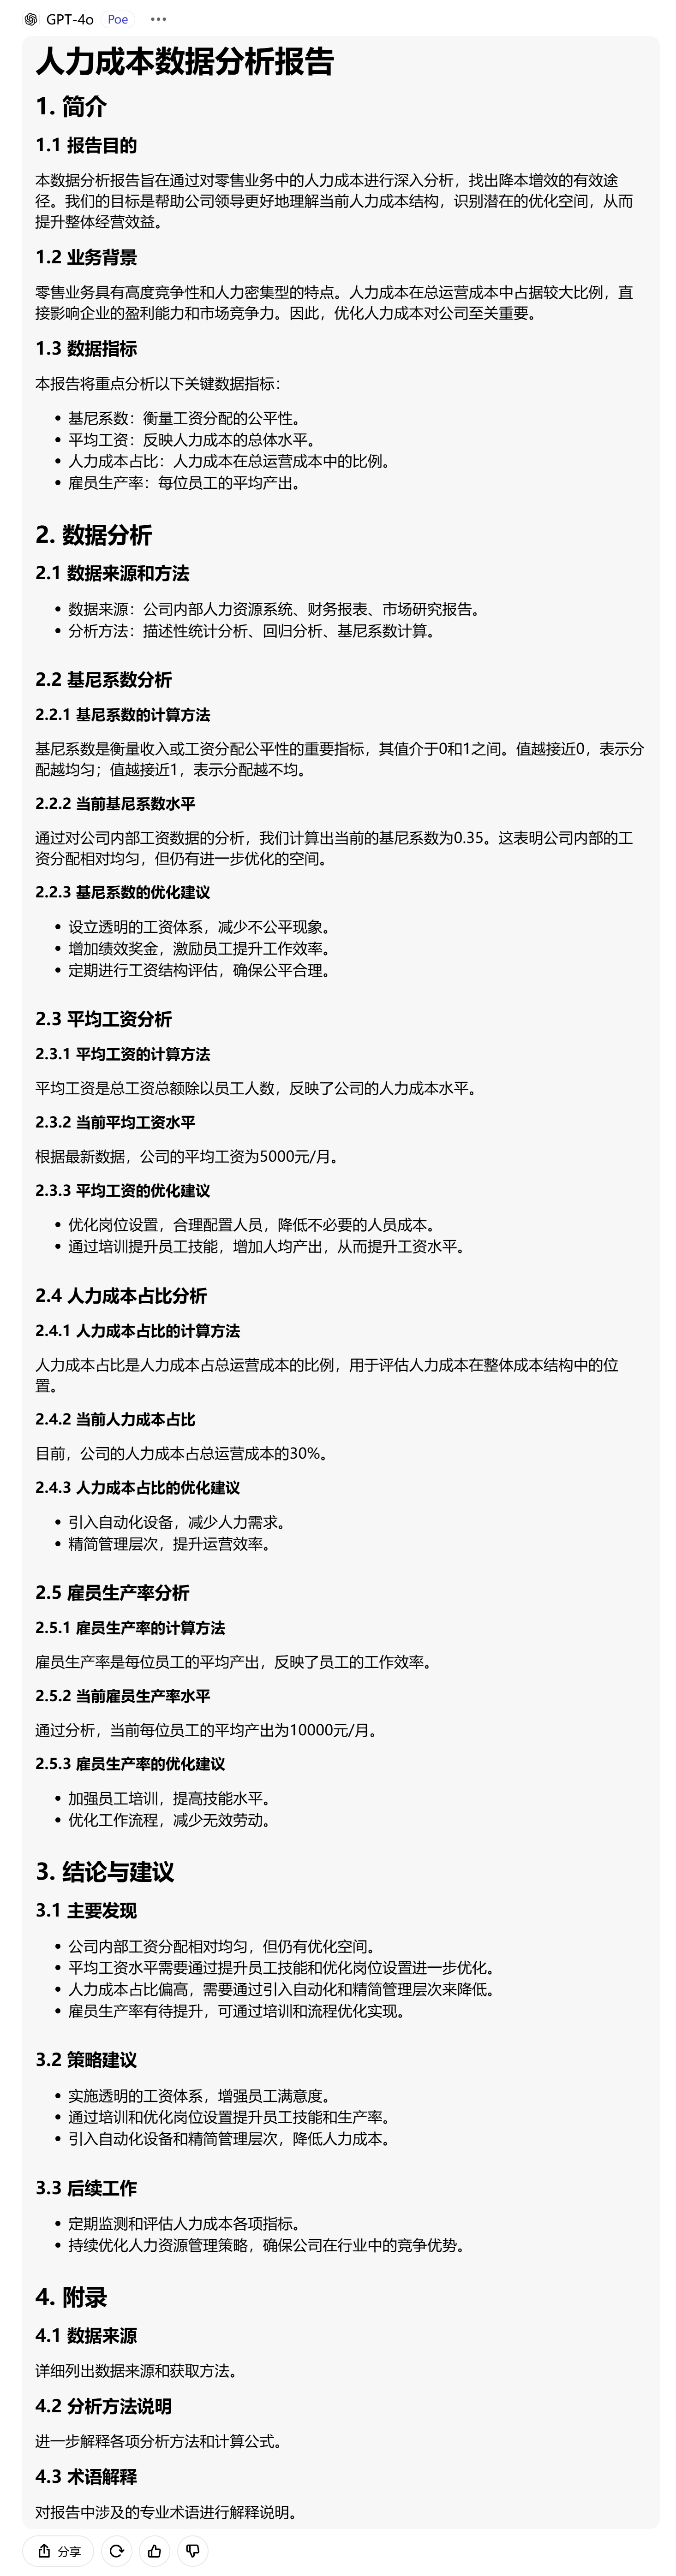 GPT-4o Poe
人力成本数据分析报告
1. 简介
1.1 报告目的
本数据分析报告旨在通过对零售业务中的人力成本进行深入分析，找出降本增效的有效途
径。我们的目标是帮助公司领导更好地理解当前人力成本结构，识别潜在的优化空间，从而
提升整体经营效益。
1.2 业务背景
零售业务具有高度竞争性和人力密集型的特点。人力成本在总运营成本中占据较大比例，直
接影响企业的盈利能力和市场竞争力。因此，优化人力成本对公司至关重要。
1.3 数据指标
本报告将重点分析以下关键数据指标：
• 基尼系数：衡量工资分配的公平性。
• 平均工资：反映人力成本的总体水平。
• 人力成本占比：人力成本在总运营成本中的比例。
• 雇员生产率：每位员工的平均产出。
2. 数据分析
2.1 数据来源和方法
• 数据来源：公司内部人力资源系统、财务报表、市场研究报告。
• 分析方法：描述性统计分析、回归分析、基尼系数计算。
2.2 基尼系数分析
2.2.1 基尼系数的计算方法
基尼系数是衡量收入或工资分配公平性的重要指标，其值介于0和1之间。值越接近0，表示分
配越均匀；值越接近1，表示分配越不均。
2.2.2 当前基尼系数水平
通过对公司内部工资数据的分析，我们计算出当前的基尼系数为0.35。这表明公司内部的工
资分配相对均匀，但仍有进一步优化的空间。
2.2.3 基尼系数的优化建议
• 设立透明的工资体系，减少不公平现象。
• 增加绩效奖金，激励员工提升工作效率。
• 定期进行工资结构评估，确保公平合理。
2.3 平均工资分析
2.3.1 平均工资的计算方法
平均工资是总工资总额除以员工人数，反映了公司的人力成本水平。
2.3.2 当前平均工资水平
根据最新数据，公司的平均工资为5000元/月。
2.3.3 平均工资的优化建议
• 优化岗位设置，合理配置人员，降低不必要的人员成本。
• 通过培训提升员工技能，增加人均产出，从而提升工资水平。
2.4 人力成本占比分析
2.4.1 人力成本占比的计算方法
人力成本占比是人力成本占总运营成本的比例，用于评估人力成本在整体成本结构中的位
置。
2.4.2 当前人力成本占比
目前，公司的人力成本占总运营成本的30%。
2.4.3 人力成本占比的优化建议
• 引入自动化设备，减少人力需求。
• 精简管理层次，提升运营效率。
2.5 雇员生产率分析
2.5.1 雇员生产率的计算方法
雇员生产率是每位员工的平均产出，反映了员工的工作效率。
2.5.2 当前雇员生产率水平
通过分析，当前每位员工的平均产出为10000元/月。
2.5.3 雇员生产率的优化建议
• 加强员工培训，提高技能水平。
• 优化工作流程，减少无效劳动。
3. 结论与建议
3.1 主要发现
• 公司内部工资分配相对均匀，但仍有优化空间。
• 平均工资水平需要通过提升员工技能和优化岗位设置进一步优化。
• 人力成本占比偏高，需要通过引入自动化和精简管理层次来降低。
• 雇员生产率有待提升，可通过培训和流程优化实现。
3.2 策略建议
• 实施透明的工资体系，增强员工满意度。
• 通过培训和优化岗位设置提升员工技能和生产率。
• 引入自动化设备和精简管理层次，降低人力成本。
3.3 后续工作
• 定期监测和评估人力成本各项指标。
• 持续优化人力资源管理策略，确保公司在行业中的竞争优势。
4. 附录
4.1 数据来源
详细列出数据来源和获取方法。
4.2 分析方法说明
进一步解释各项分析方法和计算公式。
4.3 术语解释
对报告中涉及的专业术语进行解释说明。
分享